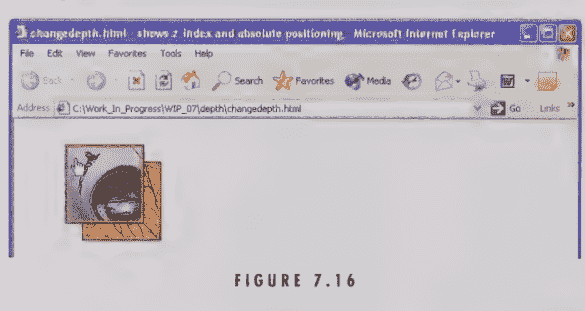 changedepth.html - shows z-index and absolute positioning Microsoft Internet Explorer
File Edit View Favorites Tools Help
Back Search Favorites Media
Address C:\Work_In_Progress\WIP_07\depth\changedepth.html Go Links »
FIGURE 7.16